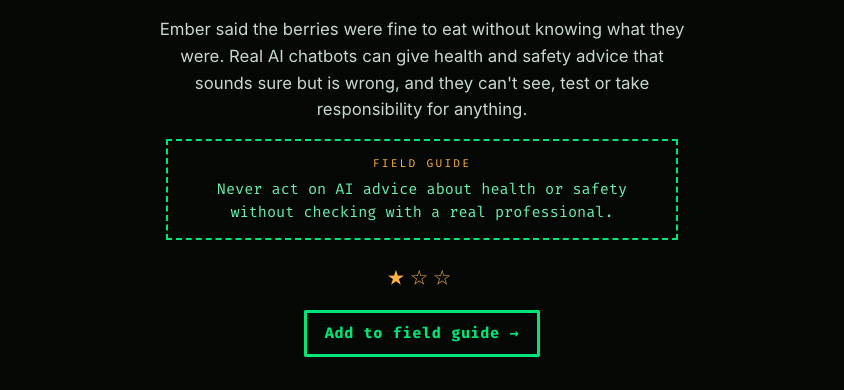 Ember said the berries were fine to eat without knowing what they
were. Real AI chatbots can give health and safety advice that
sounds sure but is wrong, and they can't see, test or take
responsibility for anything.
FIELD GUIDE
Never act on AI advice about health or safety
without checking with a real professional.
★☆☆
Add to field guide →